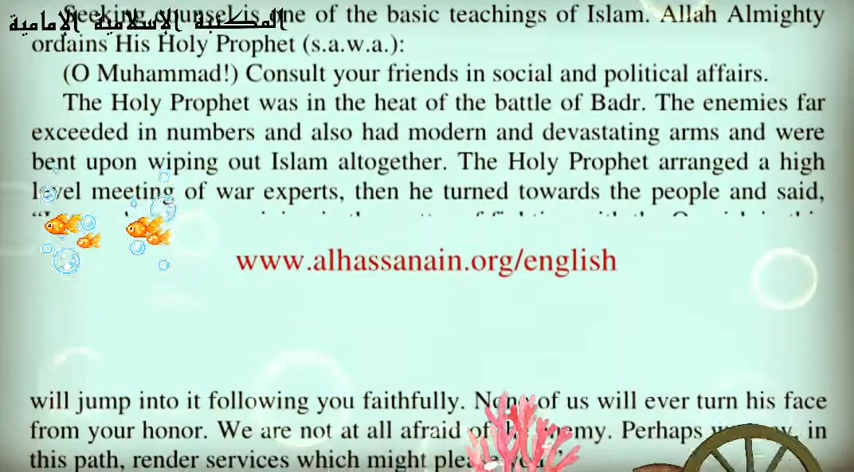 المكتبة الإسلامية الإمامية
Seeking counsel is one of the basic teachings of Islam. Allah Almighty
ordains His Holy Prophet (s.a.w.a.):
(O Muhammad!) Consult your friends in social and political affairs.
The Holy Prophet was in the heat of the battle of Badr. The enemies far
exceeded in numbers and also had modern and devastating arms and were
bent upon wiping out Islam altogether. The Holy Prophet arranged a high
level meeting of war experts, then he turned towards the people and said,
www.alhassanain.org/english
will jump into it following you faithfully. None of us will ever turn his face
from your honor. We are not at all afraid of the enemy. Perhaps in
this path, render services which might please